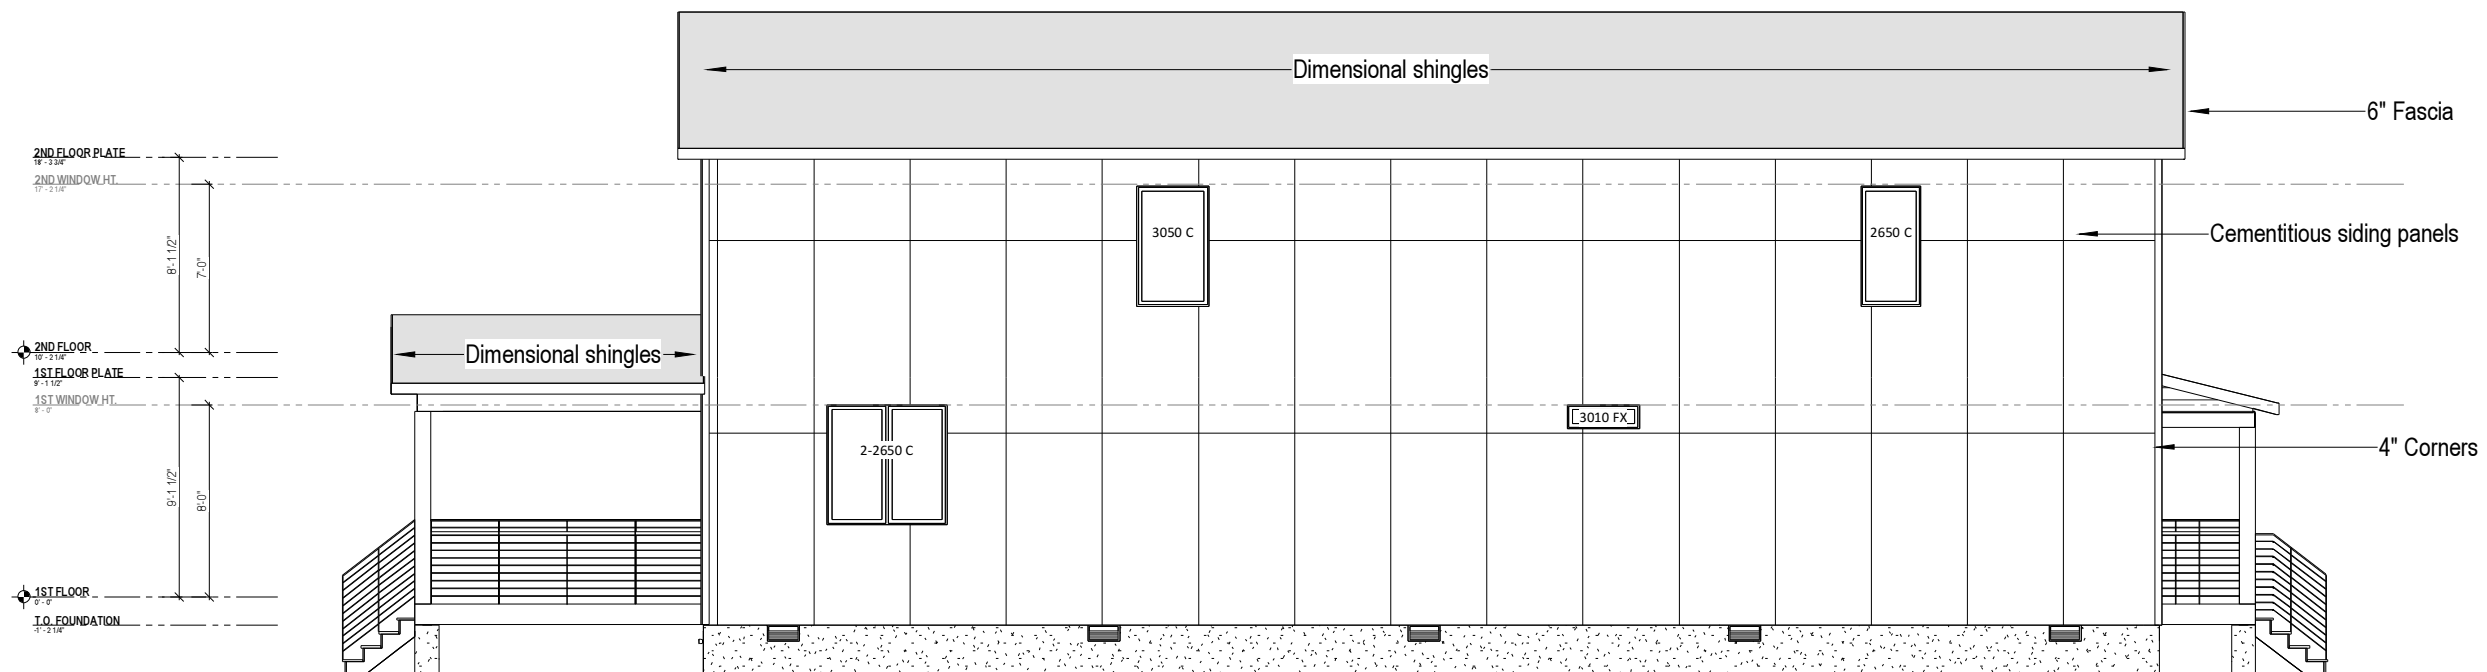 Dimensional shingles
6" Fascia
2ND FLOOR PLATE
18' - 3 3/4"
2ND WINDOW HT.
17' - 2 1/4"
3050 C
2650 C
Cementitious siding panels
8'-1 1/2"
7'-0"
2ND FLOOR
10' - 2 1/4"
Dimensional shingles
1ST FLOOR PLATE
9' - 1 1/2"
1ST WINDOW HT.
8' - 0"
3010 FX
2-2650 C
4" Corners
9'-1 1/2"
8'-0"
1ST FLOOR
0' - 0"
T.O. FOUNDATION
-1' - 2 1/4"